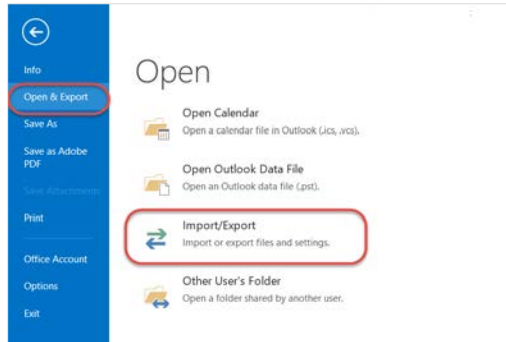 Info
Open & Export
Save As
Save as Adobe
PDF
Save Attachments
Print
Office Account
Options
Exit
Open
Open Calendar
Open a calendar file in Outlook (.ics, .vcs).
Open Outlook Data File
Open an Outlook data file (.pst).
Import/Export
Import or export files and settings.
Other User's Folder
Open a folder shared by another user.